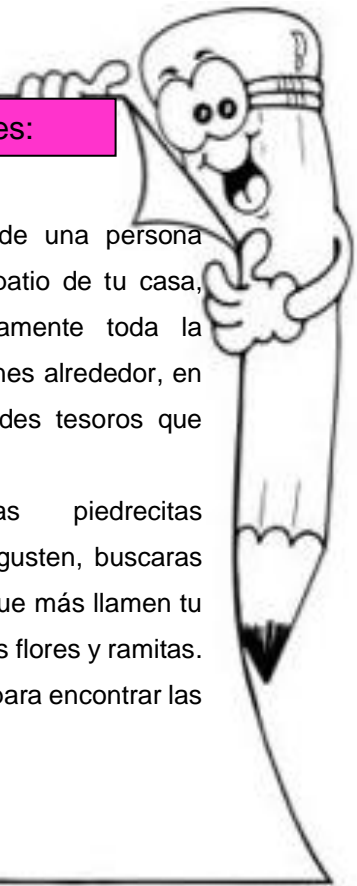 es:
de una persona
patio de tu casa,
amente toda la
nes alrededor, en
des tesoros que
as piedrecitas
gusten, buscaras
que más llamen tu
s flores y ramitas.
para encontrar las